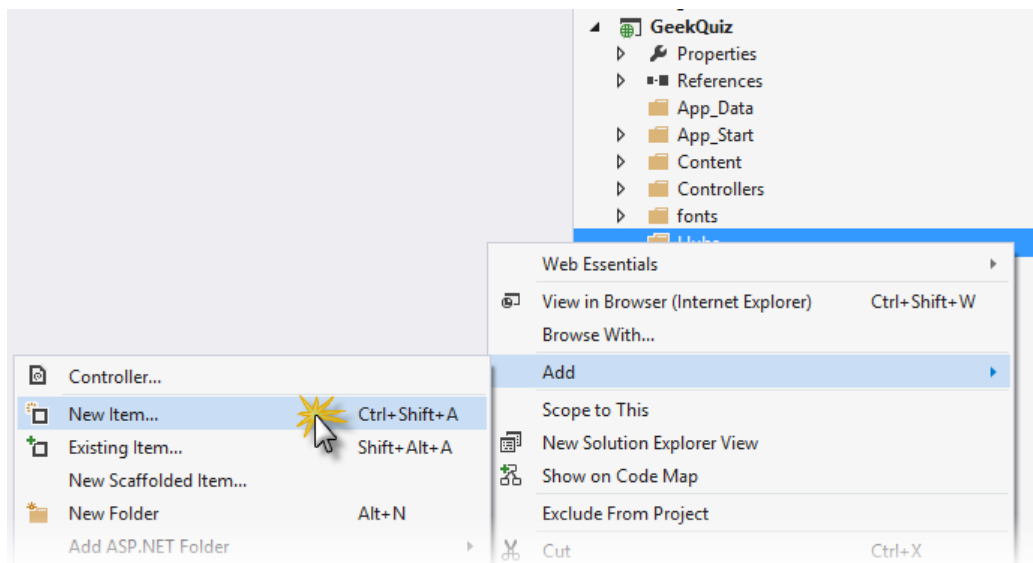 GeekQuiz
Properties
References
App_Data
App_Start
Content
Controllers
fonts
Hubs
Web Essentials
View in Browser (Internet Explorer) Ctrl+Shift+W
Browse With...
Add
Scope to This
New Solution Explorer View
Show on Code Map
Exclude From Project
Cut Ctrl+X
Controller...
New Item... Ctrl+Shift+A
Existing Item... Shift+Alt+A
New Scaffolded Item...
New Folder Alt+N
Add ASP.NET Folder